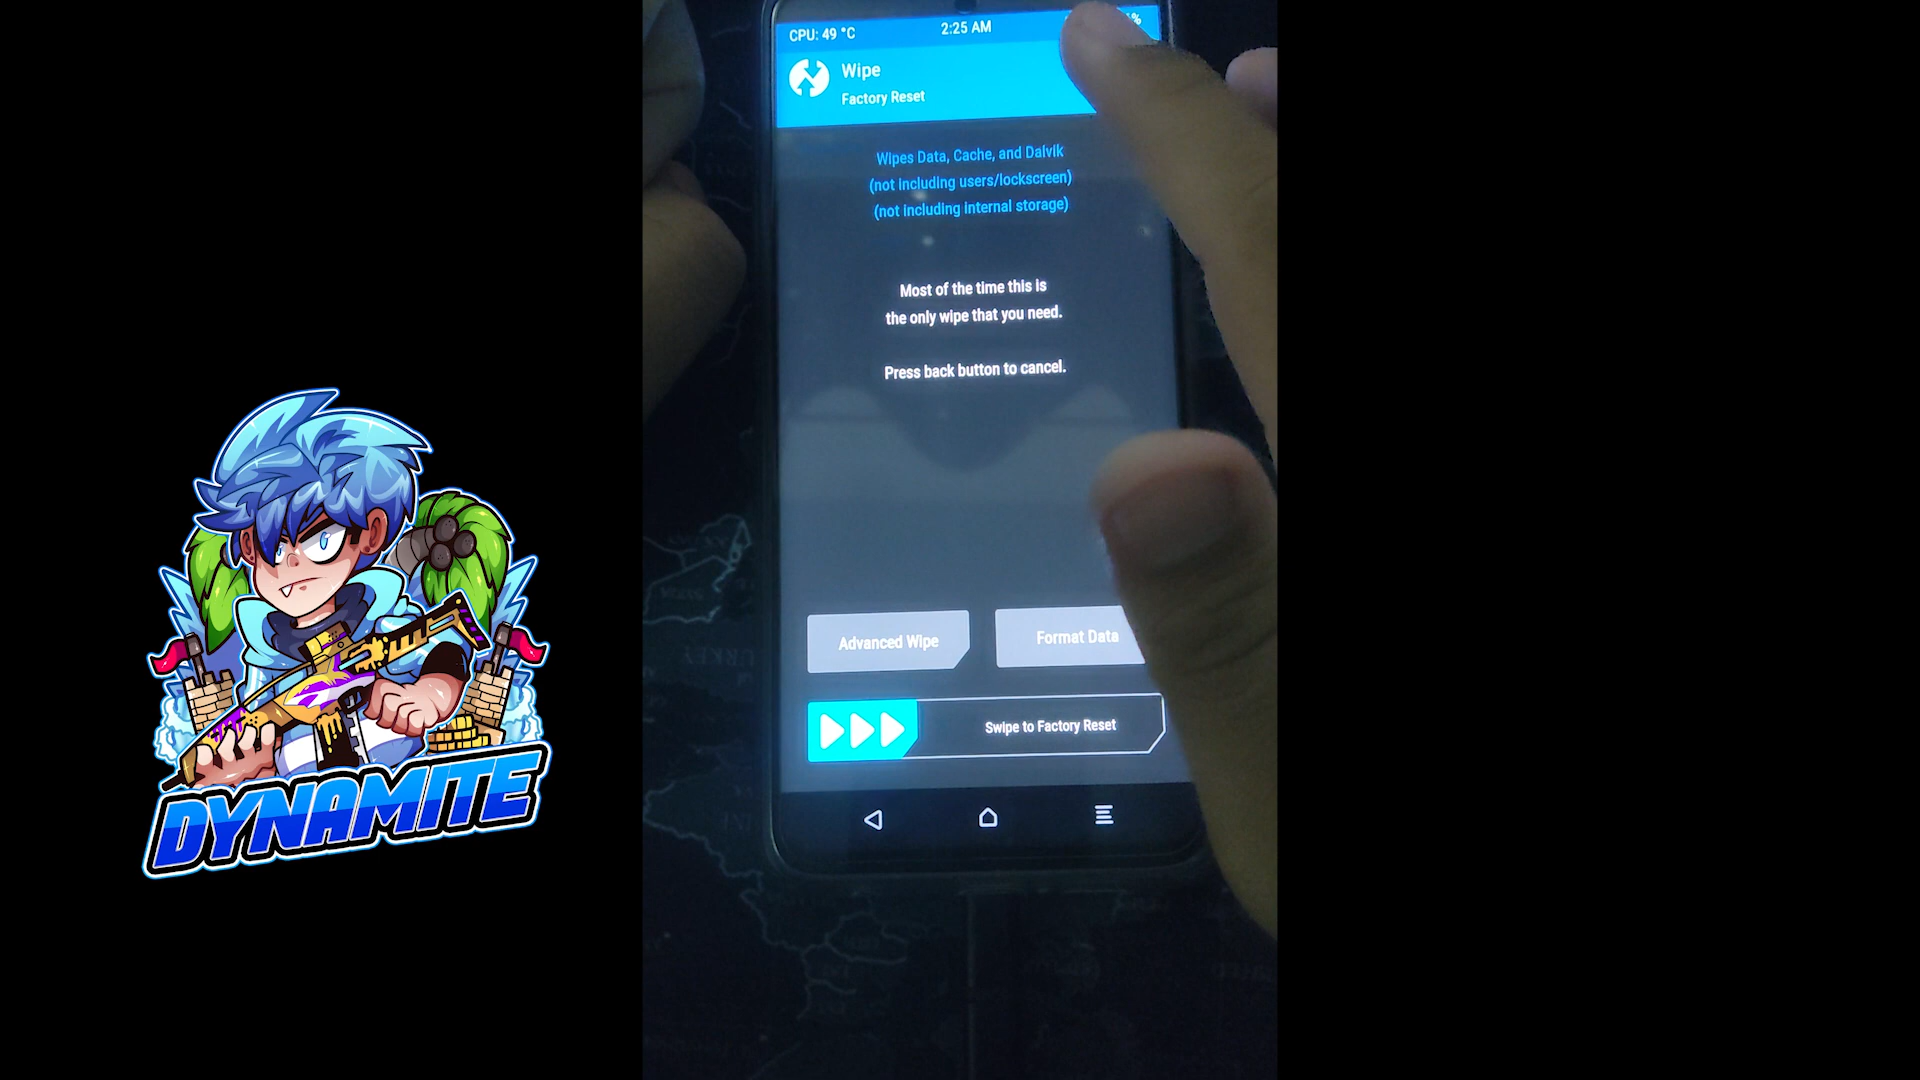 CPU: 49 °C
2:25 AM
%
Wipe
Factory Reset
Wipes Data, Cache, and Dalvik
(not including users/lockscreen)
(not including internal storage)
Most of the time this is
the only wipe that you need.
Press back button to cancel.
Advanced Wipe
Format Data
Swipe to Factory Reset
DYNAMITE